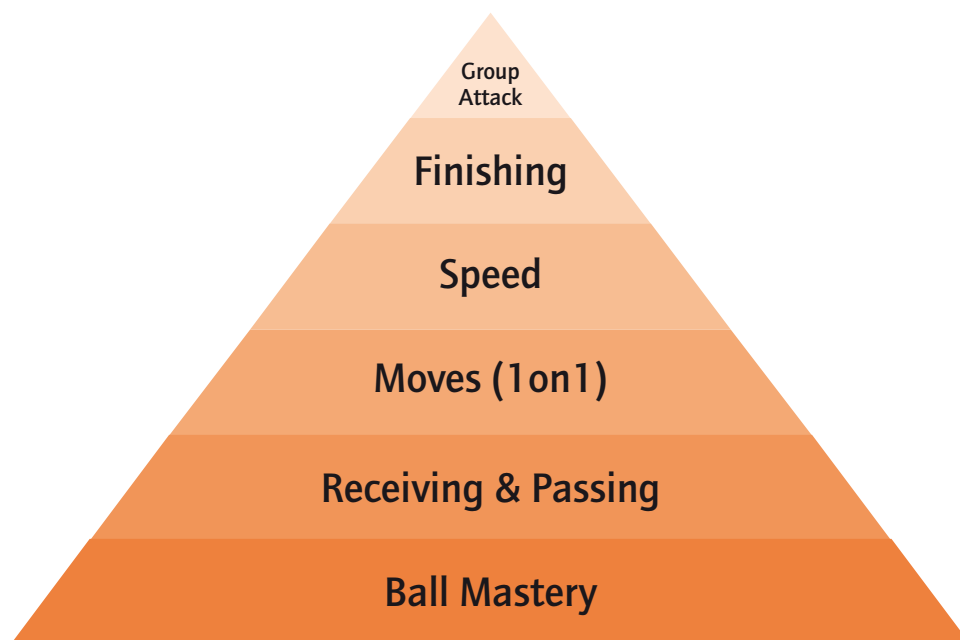 Group
Attack
Finishing
Speed
Moves (1on1)
Receiving & Passing
Ball Mastery